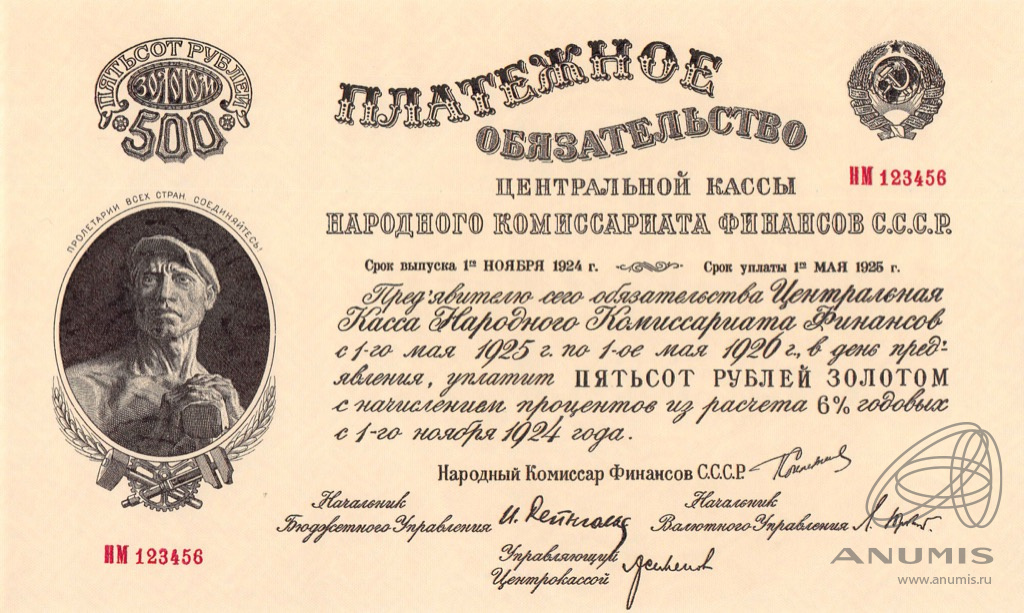 ПЯТЬСОТ РУБЛЕЙ
ЗОЛОТОМ
500
ПЛАТЕЖНОЕ
ОБЯЗАТЕЛЬСТВО
ЦЕНТРАЛЬНОЙ КАССЫ
НМ 123456
НАРОДНОГО КОМИССАРИАТА ФИНАНСОВ С.С.С.Р.
ПРОЛЕТАРИИ ВСЕХ СТРАН, СОЕДИНЯЙТЕСЬ!
Срок выпуска 1го НОЯБРЯ 1924 г. Срок уплаты 1го МАЯ 1925 г.
Пред'явителю сего обязательства Центральная
Касса Народного Комиссариата Финансов
с 1-го мая 1925 г. по 1-ое мая 1926 г., в день пред'-
явления, уплатит ПЯТЬСОТ РУБЛЕЙ ЗОЛОТОМ
с начислением процентов из расчета 6% годовых
с 1-го ноября 1924 года.
Народный Комиссар Финансов С.С.С.Р.
Начальник
Бюджетного Управления
Начальник
Валютного Управления
Управляющий
Центрокассой
НМ 123456
ANUMIS
www.anumis.ru